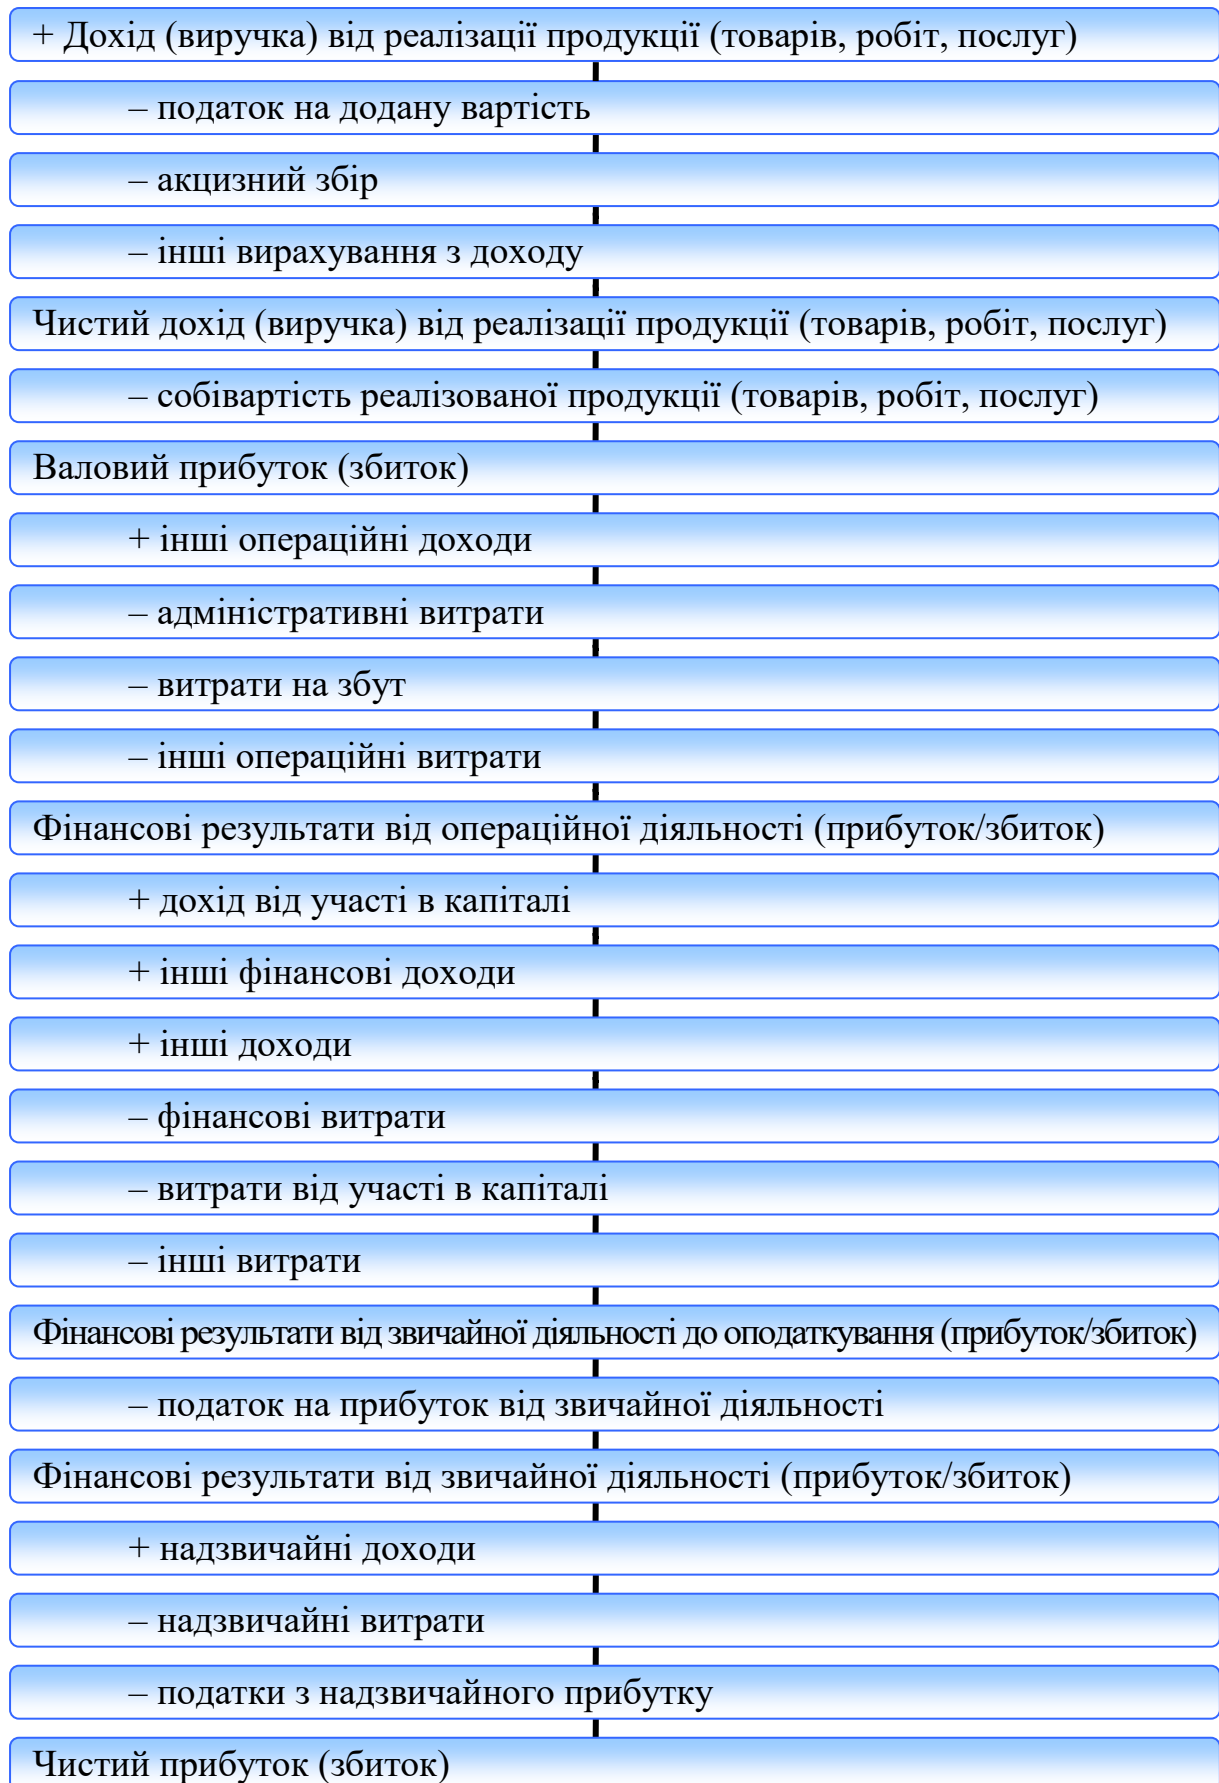 + Дохід (виручка) від реалізації продукції (товарів, робіт, послуг)
– податок на додану вартість
– акцизний збір
– інші вирахування з доходу
Чистий дохід (виручка) від реалізації продукції (товарів, робіт, послуг)
– собівартість реалізованої продукції (товарів, робіт, послуг)
Валовий прибуток (збиток)
+ інші операційні доходи
– адміністративні витрати
– витрати на збут
– інші операційні витрати
Фінансові результати від операційної діяльності (прибуток/збиток)
+ дохід від участі в капіталі
+ інші фінансові доходи
+ інші доходи
– фінансові витрати
– витрати від участі в капіталі
– інші витрати
Фінансові результати від звичайної діяльності до оподаткування (прибуток/збиток)
– податок на прибуток від звичайної діяльності
Фінансові результати від звичайної діяльності (прибуток/збиток)
+ надзвичайні доходи
– надзвичайні витрати
– податки з надзвичайного прибутку
Чистий прибуток (збиток)